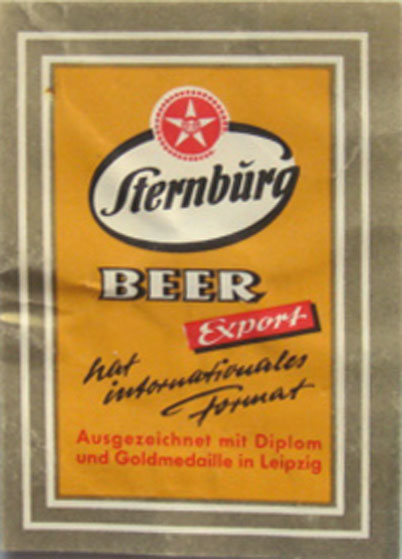 Sternburg
BEER
Export
hat
internationales
Format
Ausgezeichnet mit Diplom
und Goldmedaille in Leipzig